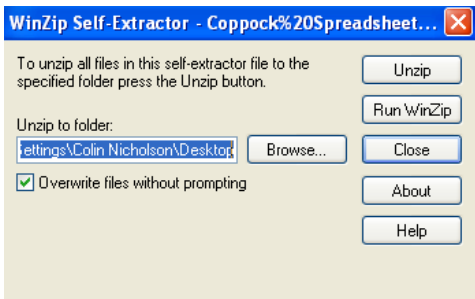 WinZip Self-Extractor - Coppock%20Spreadsheet...
To unzip all files in this self-extractor file to the
specified folder press the Unzip button.
Unzip to folder:
ettings\Colin Nicholson\Desktop
Browse...
Overwrite files without prompting
Unzip
Run WinZip
Close
About
Help